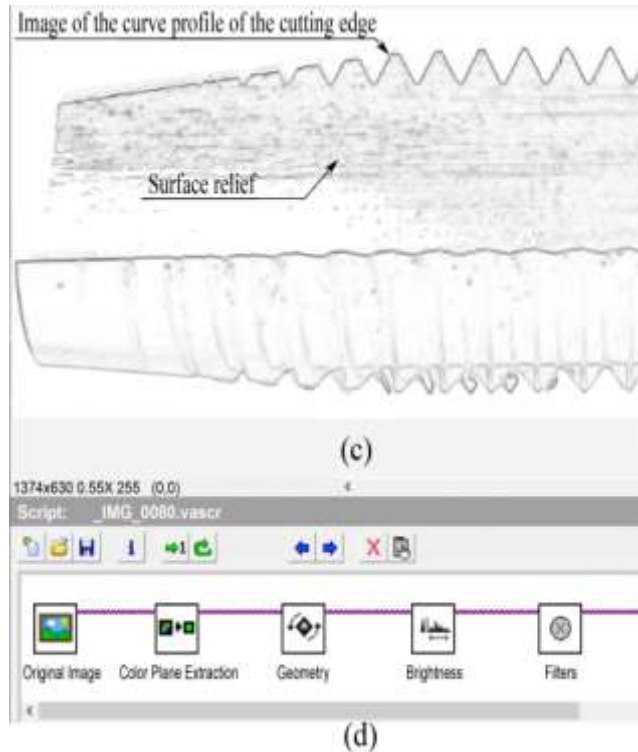 Image of the curve profile of the cutting edge
Surface relief
(c)
1374x630 0.55X 255 (0,0)
Script: _IMG_0080.vascr
Original Image Color Plane Extraction Geometry Brightness Filters
(d)